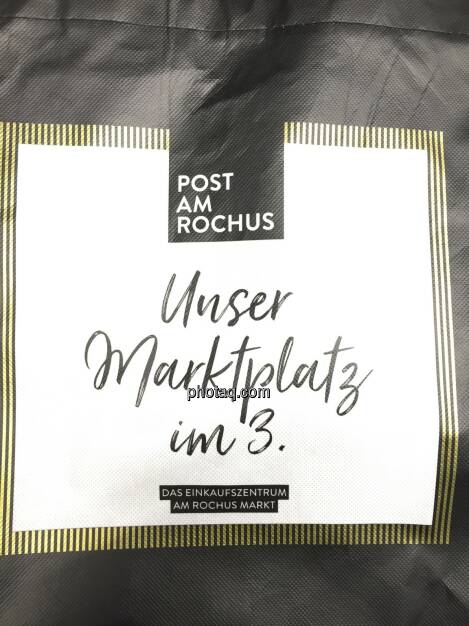 POST
AM
ROCHUS
Unser
Marktplatz
photaq.com
im 3.
DAS EINKAUFSZENTRUM
AM ROCHUS MARKT